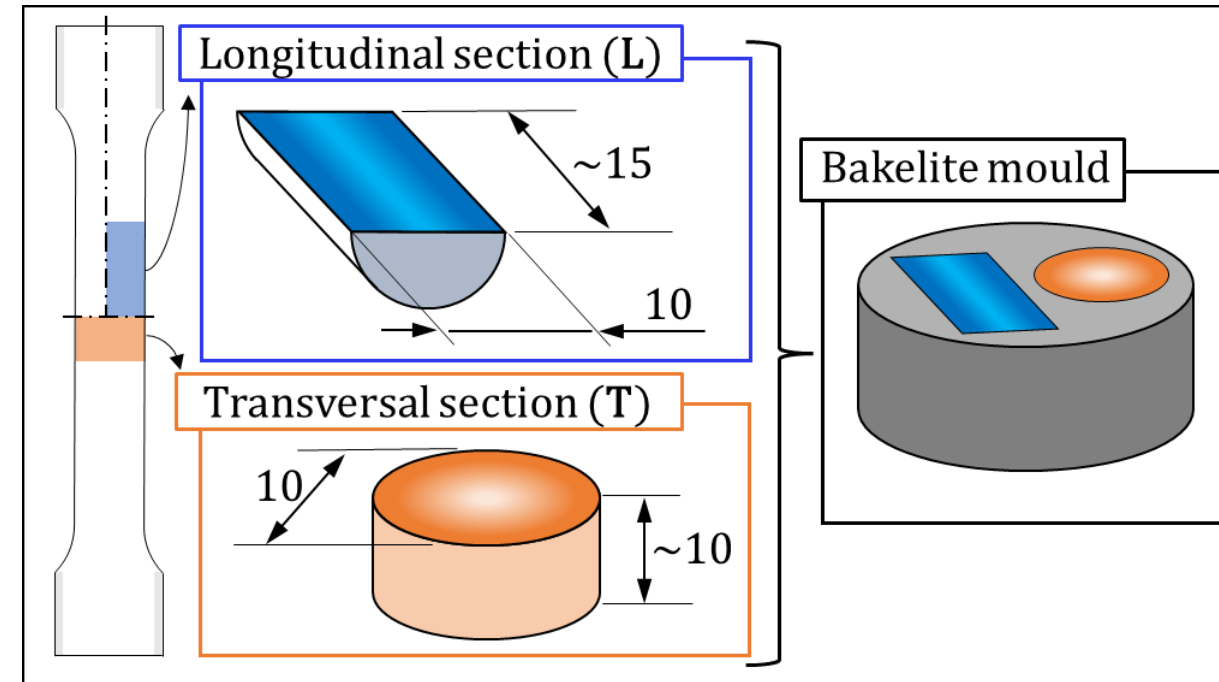 Longitudinal section (L)
~15
10
Transversal section (T)
10
~10
Bakelite mould